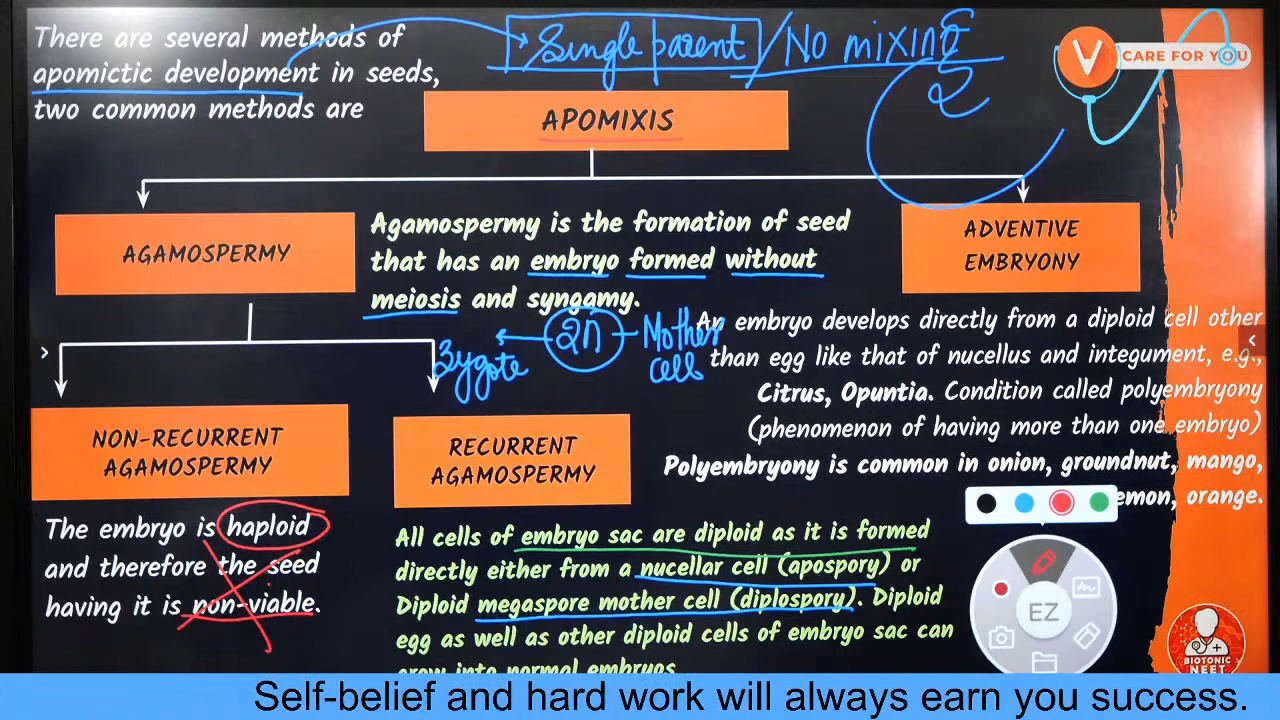 There are several methods of
apomictic development in seeds,
two common methods are
Single parent / No mixing
CARE FOR YOU
APOMIXIS
AGAMOSPERMY
Agamospermy is the formation of seed
that has an embryo formed without
meiosis and syngamy.
Zygote 2n Mother
cell
ADVENTIVE
EMBRYONY
An embryo develops directly from a diploid cell other
than egg like that of nucellus and integument, e.g.,
Citrus, Opuntia. Condition called polyembryony
(phenomenon of having more than one embryo)
Polyembryony is common in onion, groundnut, mango,
lemon, orange.
NON-RECURRENT
AGAMOSPERMY
The embryo is haploid
and therefore the seed
having it is non-viable.
RECURRENT
AGAMOSPERMY
All cells of embryo sac are diploid as it is formed
directly either from a nucellar cell (apospory) or
Diploid megaspore mother cell (diplospory). Diploid
egg as well as other diploid cells of embryo sac can
grow into normal embryos
EZ
BIOTONIC
NEET
Self-belief and hard work will always earn you success.